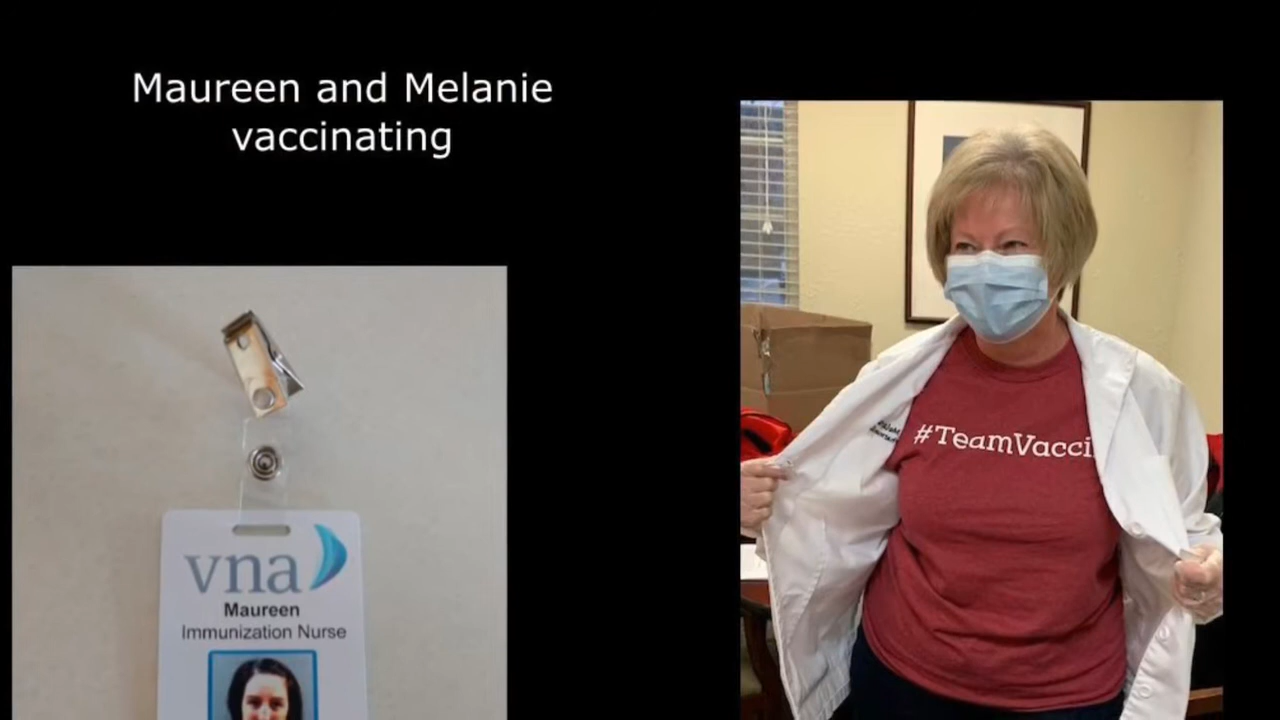 Maureen and Melanie
vaccinating
vna
Maureen
Immunization Nurse
#TeamVacci